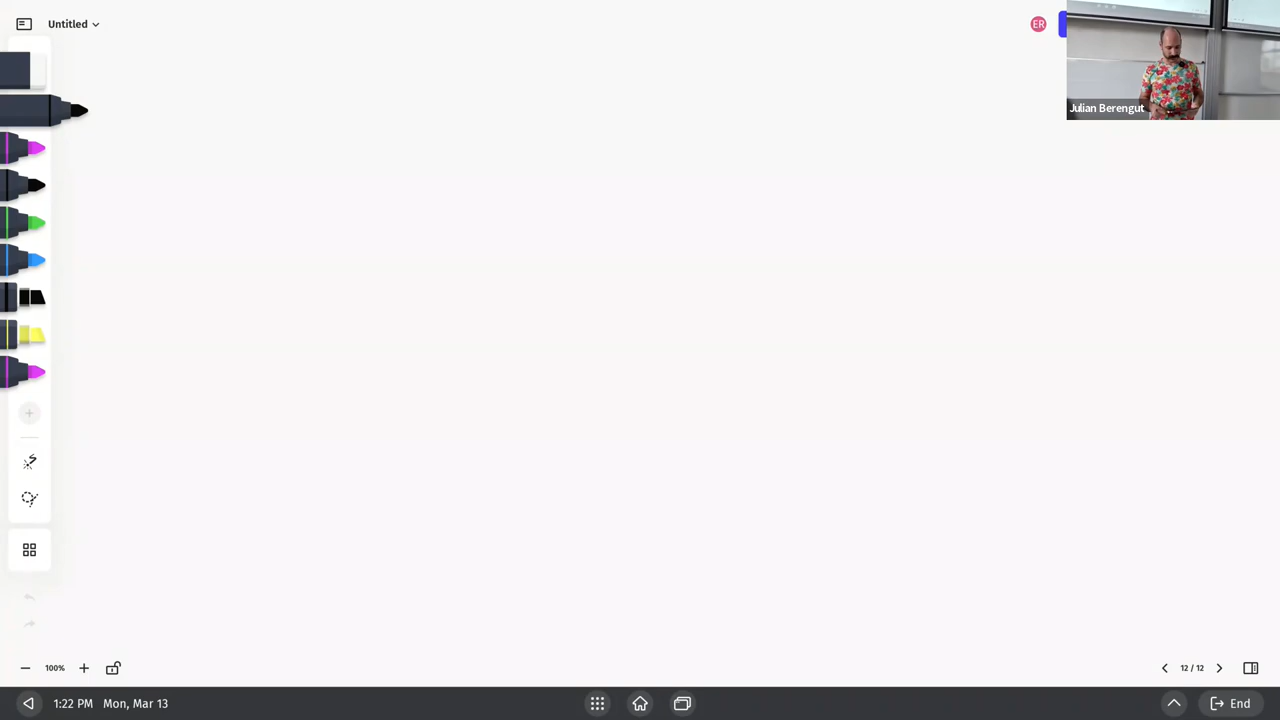 Untitled
ER
Julian Berengut
100%
12 / 12
1:22 PM Mon, Mar 13
End